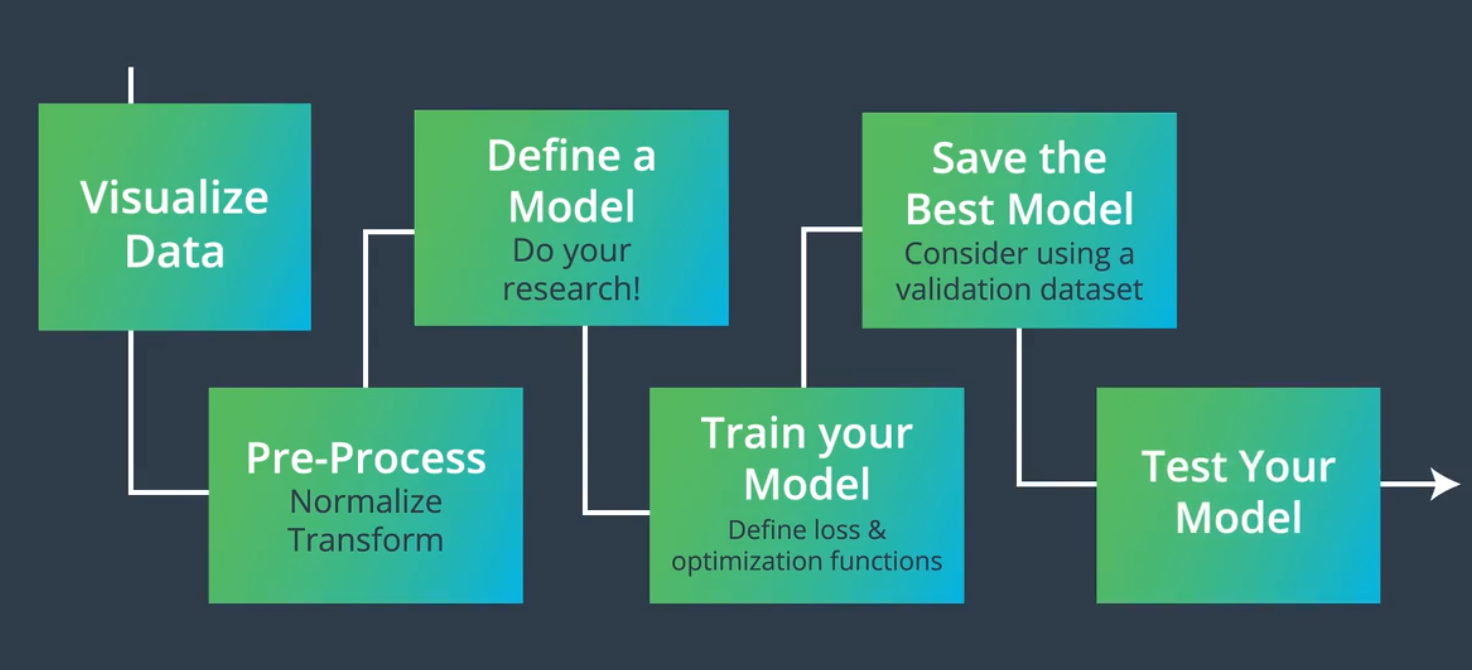 Visualize
Data
Pre-Process
Normalize
Transform
Define a
Model
Do your
research!
Train your
Model
Define loss &
optimization functions
Save the
Best Model
Consider using a
validation dataset
Test Your
Model